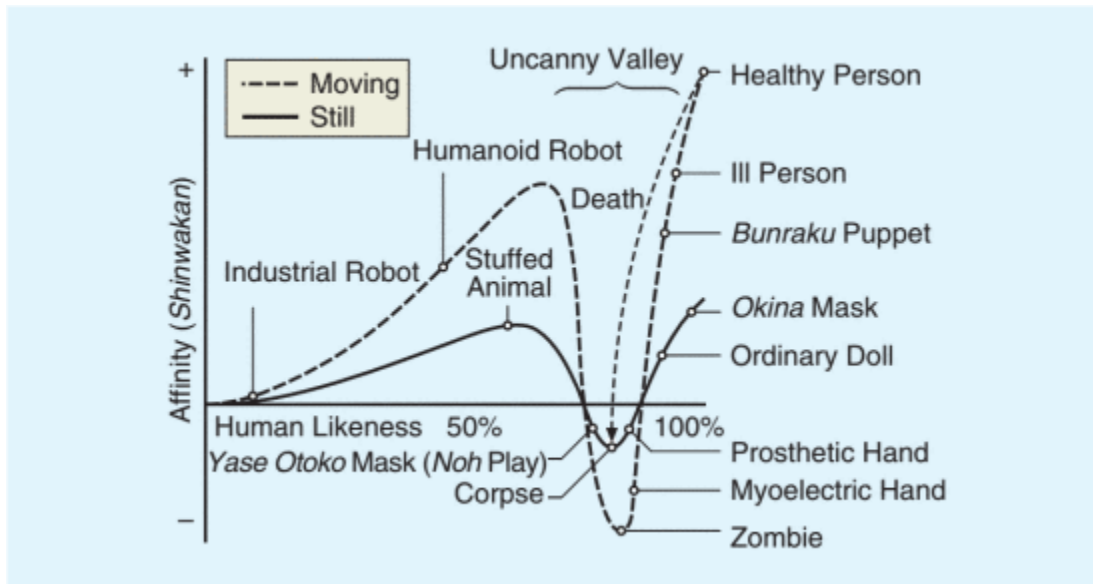 Uncanny Valley
+
Moving
Still
Healthy Person
Humanoid Robot
Death
Ill Person
Bunraku Puppet
Industrial Robot
Stuffed
Animal
Okina Mask
Ordinary Doll
Affinity (Shinwakan)
Human Likeness 50% 100%
Yase Otoko Mask (Noh Play)
Prosthetic Hand
Corpse
Myoelectric Hand
–
Zombie